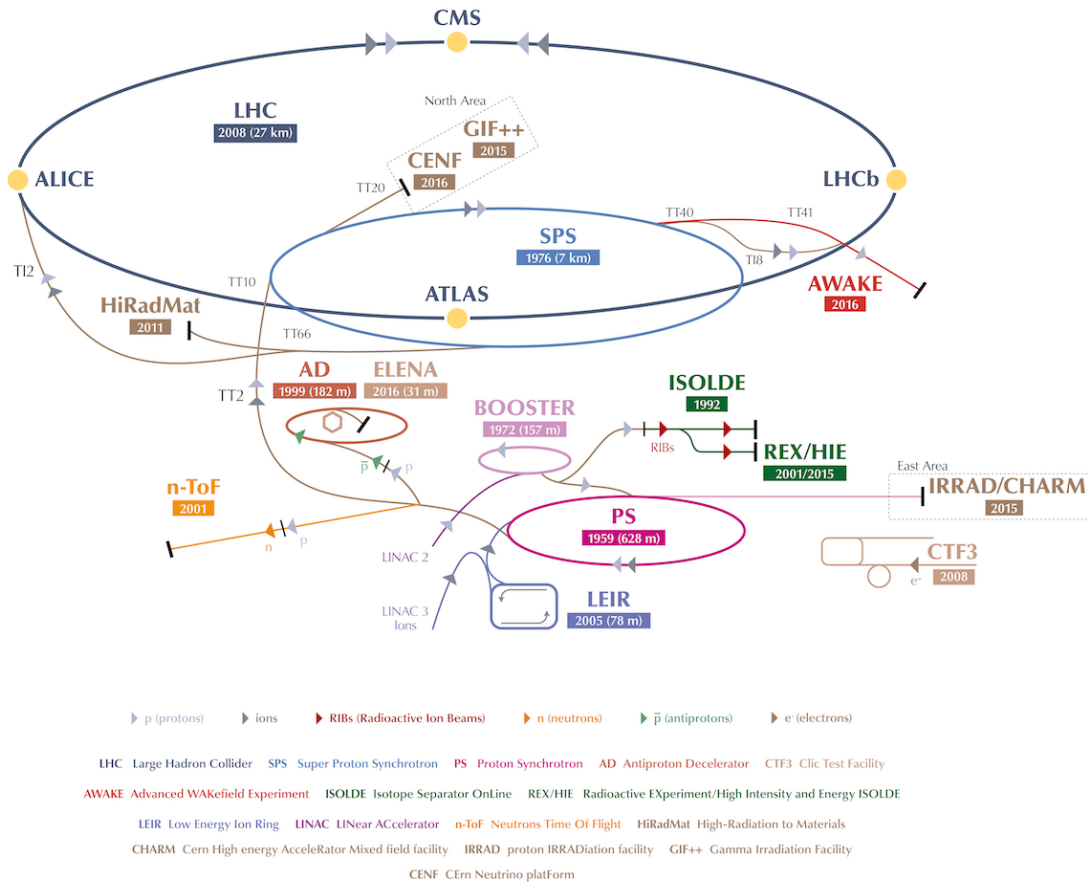 CMS
North Area
LHC
2008 (27 km)
GIF++
2015
CENF
2016
ALICE
TT20
LHCb
TT40
TT41
SPS
1976 (7 km)
TI2
TT10
TI8
ATLAS
AWAKE
2016
HiRadMat
2011
TT66
AD
1999 (182 m)
ELENA
2016 (31 m)
TT2
ISOLDE
1992
BOOSTER
1972 (157 m)
RIBs
REX/HIE
2001/2015
p̅
p
East Area
n-ToF
2001
IRRAD/CHARM
2015
PS
1959 (628 m)
n
p
LINAC 2
CTF3
2008
e-
LEIR
2005 (78 m)
LINAC 3
Ions
p (protons) ions RIBs (Radioactive Ion Beams) n (neutrons) p̅ (antiprotons) e- (electrons)
LHC Large Hadron Collider SPS Super Proton Synchrotron PS Proton Synchrotron AD Antiproton Decelerator CTF3 Clic Test Facility
AWAKE Advanced WAKefield Experiment ISOLDE Isotope Separator OnLine REX/HIE Radioactive EXperiment/High Intensity and Energy ISOLDE
LEIR Low Energy Ion Ring LINAC LINear ACcelerator n-ToF Neutrons Time Of Flight HiRadMat High-Radiation to Materials
CHARM Cern High energy AcceleRator Mixed field facility IRRAD proton IRRADiation facility GIF++ Gamma Irradiation Facility
CENF CErn Neutrino platForm